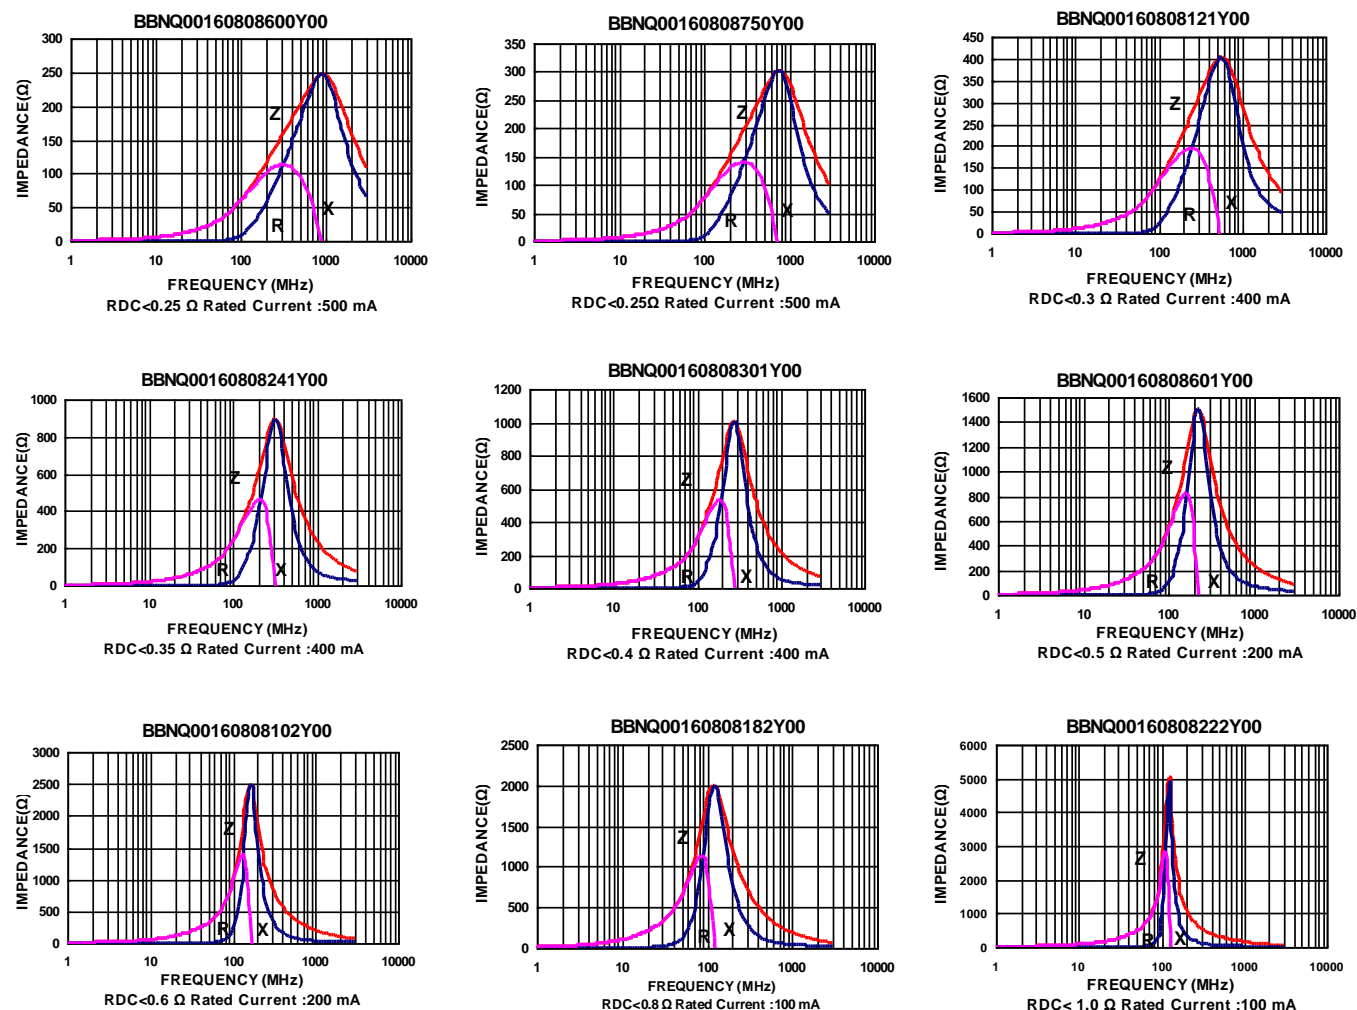 BBNQ00160808600Y00
300
250
200
150
100
50
0
IMPEDANCE(Ω)
Z
R
X
1 10 100 1000 10000
FREQUENCY (MHz)
RDC<0.25 Ω Rated Current :500 mA
BBNQ00160808750Y00
350
300
250
200
150
100
50
0
IMPEDANCE(Ω)
Z
R
X
1 10 100 1000 10000
FREQUENCY (MHz)
RDC<0.25Ω Rated Current :500 mA
BBNQ00160808121Y00
450
400
350
300
250
200
150
100
50
0
IMPEDANCE(Ω)
Z
R
X
1 10 100 1000 10000
FREQUENCY (MHz)
RDC<0.3 Ω Rated Current :400 mA
BBNQ00160808241Y00
1000
800
600
400
200
0
IMPEDANCE(Ω)
Z
R
X
1 10 100 1000 10000
FREQUENCY (MHz)
RDC<0.35 Ω Rated Current :400 mA
BBNQ00160808301Y00
1200
1000
800
600
400
200
0
IMPEDANCE(Ω)
Z
R
X
1 10 100 1000 10000
FREQUENCY (MHz)
RDC<0.4 Ω Rated Current :400 mA
BBNQ00160808601Y00
1600
1400
1200
1000
800
600
400
200
0
IMPEDANCE(Ω)
Z
R
X
1 10 100 1000 10000
FREQUENCY (MHz)
RDC<0.5 Ω Rated Current :200 mA
BBNQ00160808102Y00
3000
2500
2000
1500
1000
500
0
IMPEDANCE(Ω)
Z
R
X
1 10 100 1000 10000
FREQUENCY (MHz)
RDC<0.6 Ω Rated Current :200 mA
BBNQ00160808182Y00
2500
2000
1500
1000
500
0
IMPEDANCE(Ω)
Z
R
X
1 10 100 1000 10000
FREQUENCY (MHz)
RDC<0.8 Ω Rated Current :100 mA
BBNQ00160808222Y00
6000
5000
4000
3000
2000
1000
0
IMPEDANCE(Ω)
Z
R
X
1 10 100 1000 10000
FREQUENCY (MHz)
RDC< 1.0 Ω Rated Current :100 mA